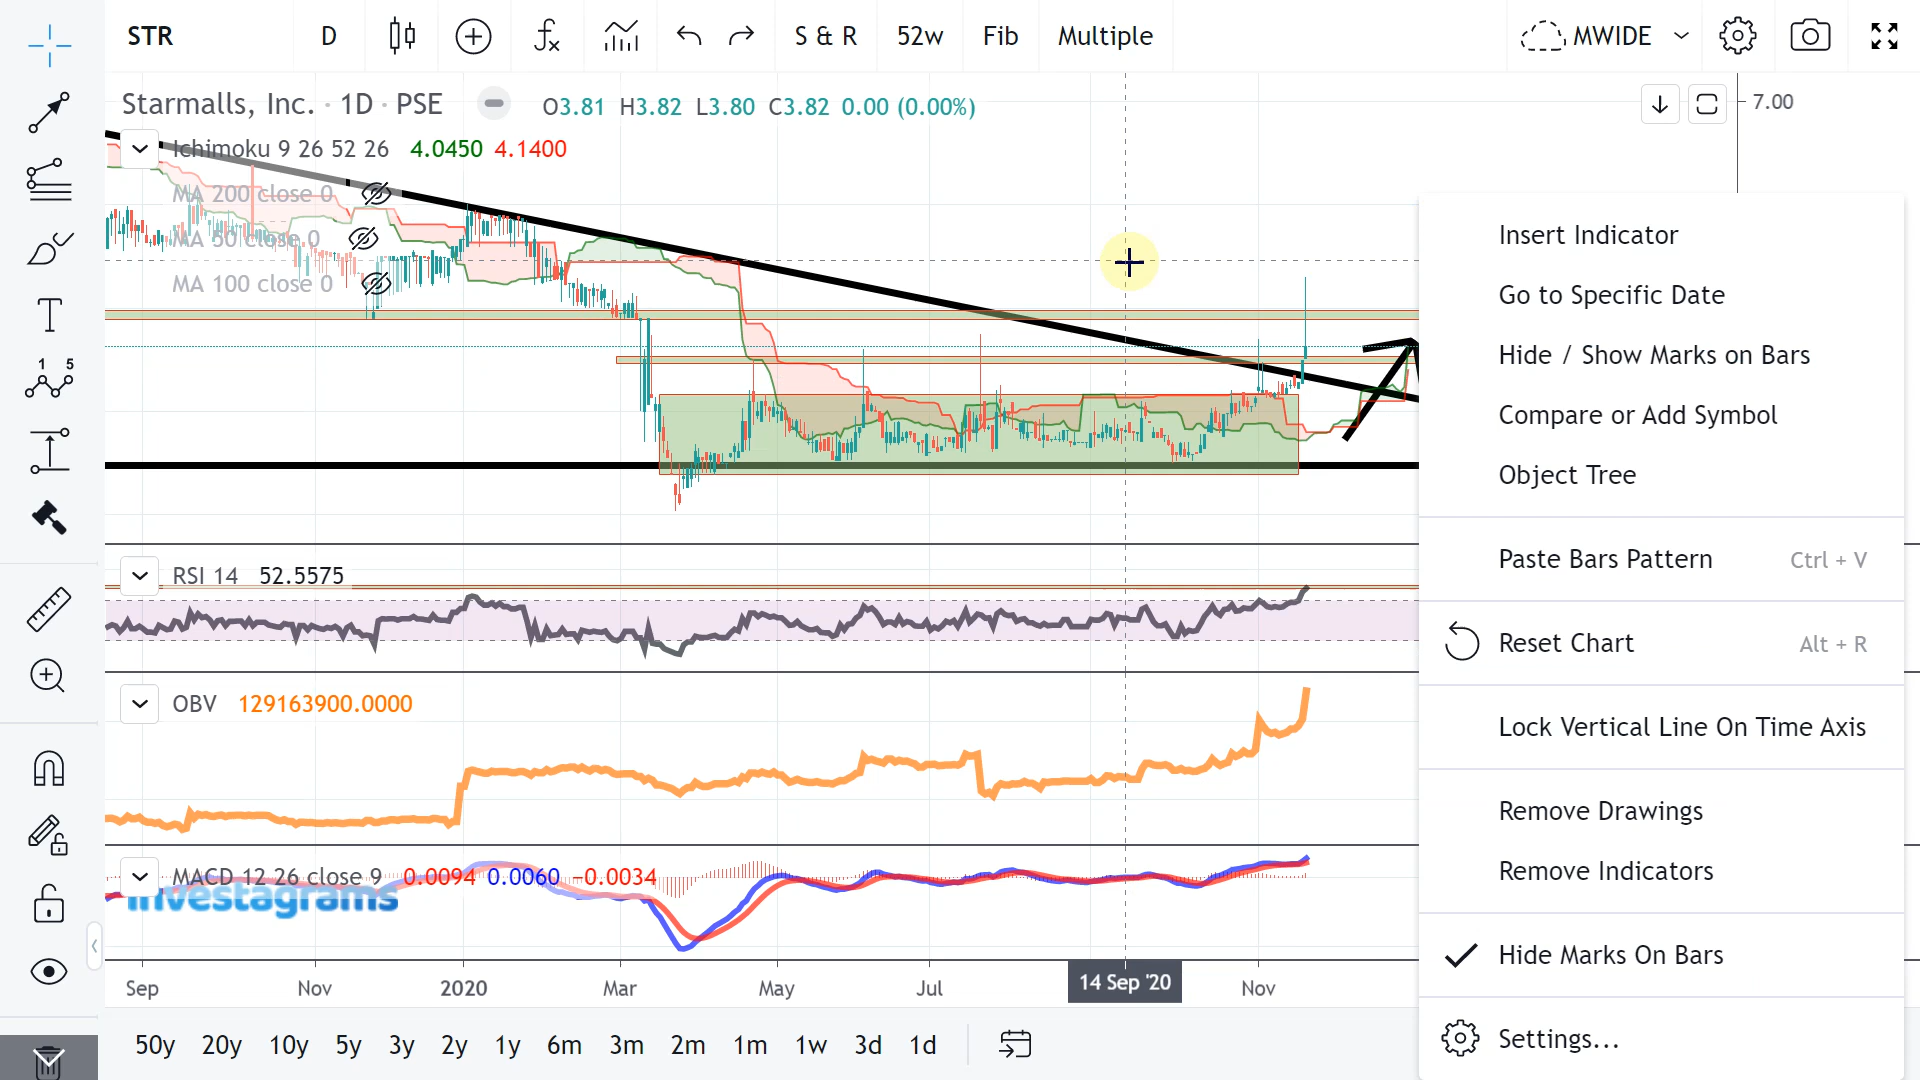 STR D S & R 52w Fib Multiple MWIDE
Starmalls, Inc. · 1D · PSE O3.81 H3.82 L3.80 C3.82 0.00 (0.00%)
7.00
Ichimoku 9 26 52 26 4.0450 4.1400
MA 200 close 0
MA 50 close 0
MA 100 close 0
Insert Indicator
Go to Specific Date
Hide / Show Marks on Bars
Compare or Add Symbol
Object Tree
Paste Bars Pattern Ctrl + V
Reset Chart Alt + R
Lock Vertical Line On Time Axis
Remove Drawings
Remove Indicators
Hide Marks On Bars
Settings...
1 5
RSI 14 52.5575
OBV 129163900.0000
MACD 12 26 close 9 0.0094 0.0060 −0.0034
Investagrams
Sep Nov 2020 Mar May Jul 14 Sep '20 Nov
50y 20y 10y 5y 3y 2y 1y 6m 3m 2m 1m 1w 3d 1d